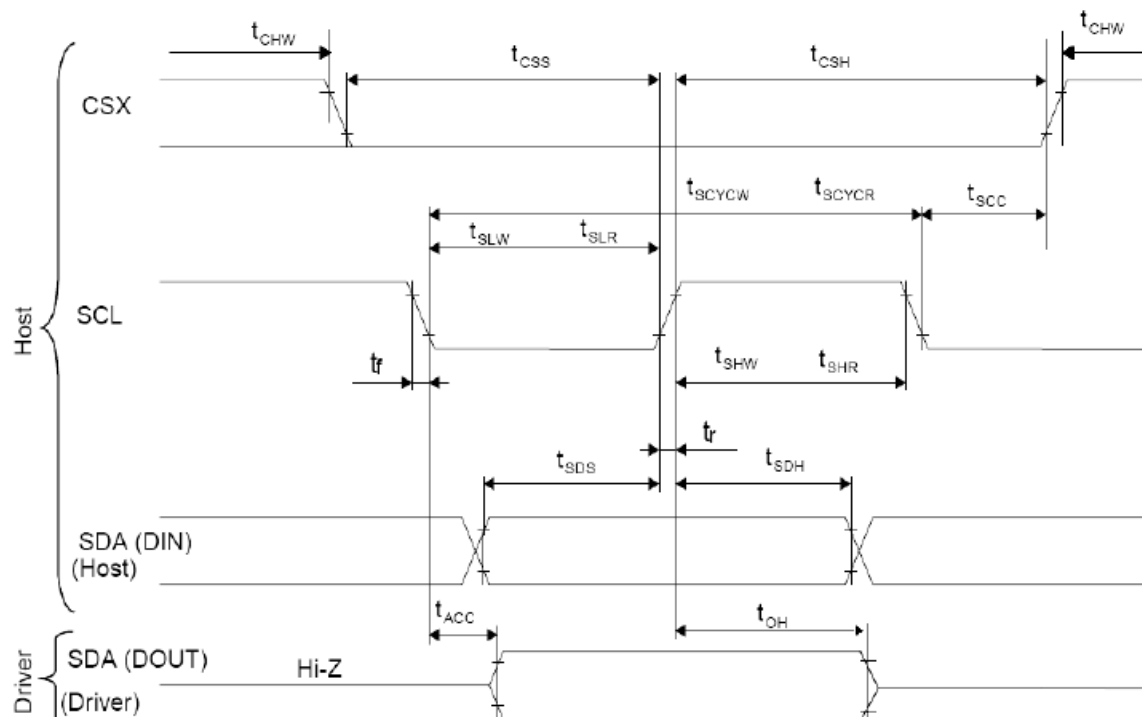 tCHW
tCHW
tCSS
tCSH
CSX
tSCYCW
tSCYCR
tSCC
tSLW
tSLR
Host
SCL
tf
tSHW
tSHR
tr
tSDS
tSDH
SDA (DIN)
(Host)
tACC
tOH
Driver
SDA (DOUT)
Hi-Z
(Driver)